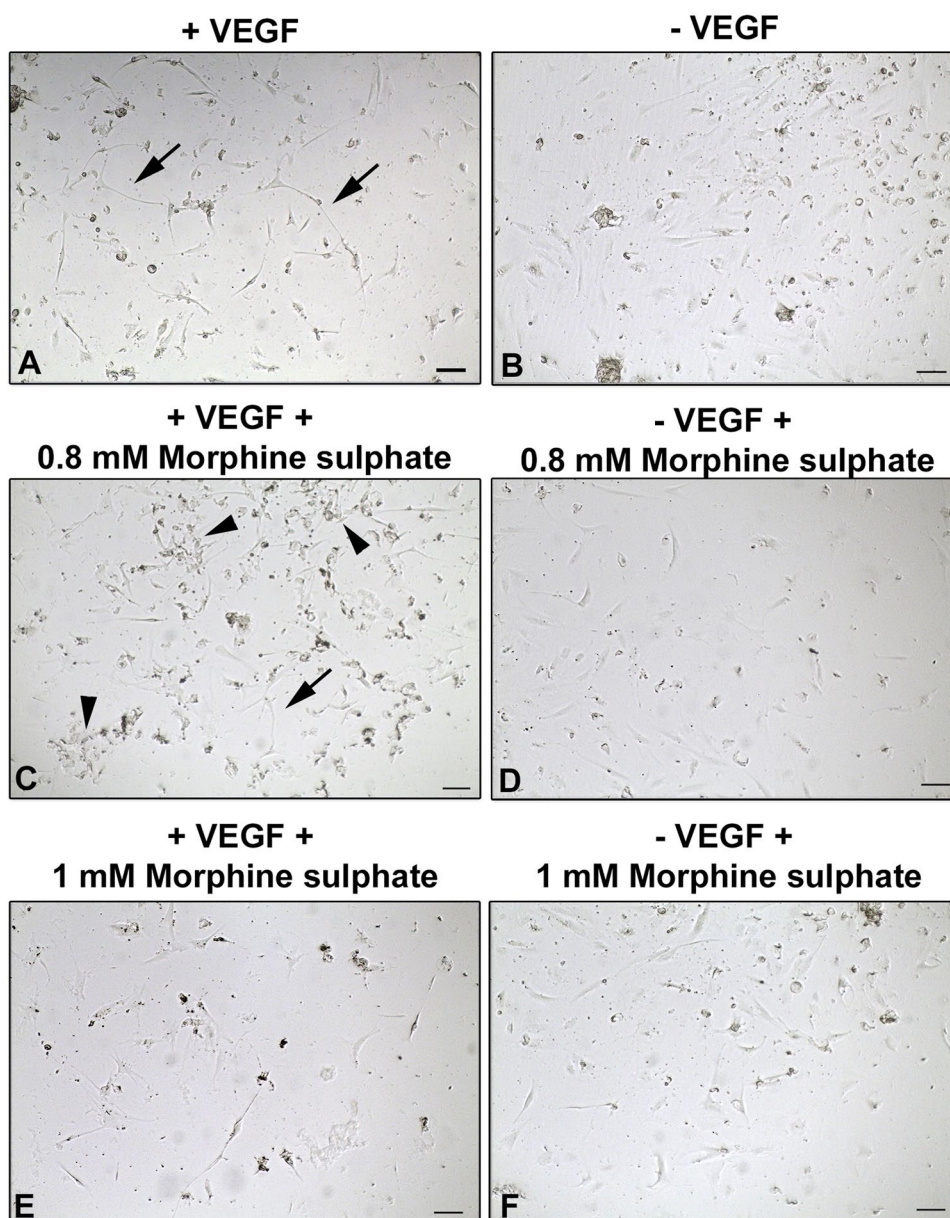 + VEGF
- VEGF
A
B
+ VEGF +
0.8 mM Morphine sulphate
- VEGF +
0.8 mM Morphine sulphate
C
D
+ VEGF +
1 mM Morphine sulphate
- VEGF +
1 mM Morphine sulphate
E
F